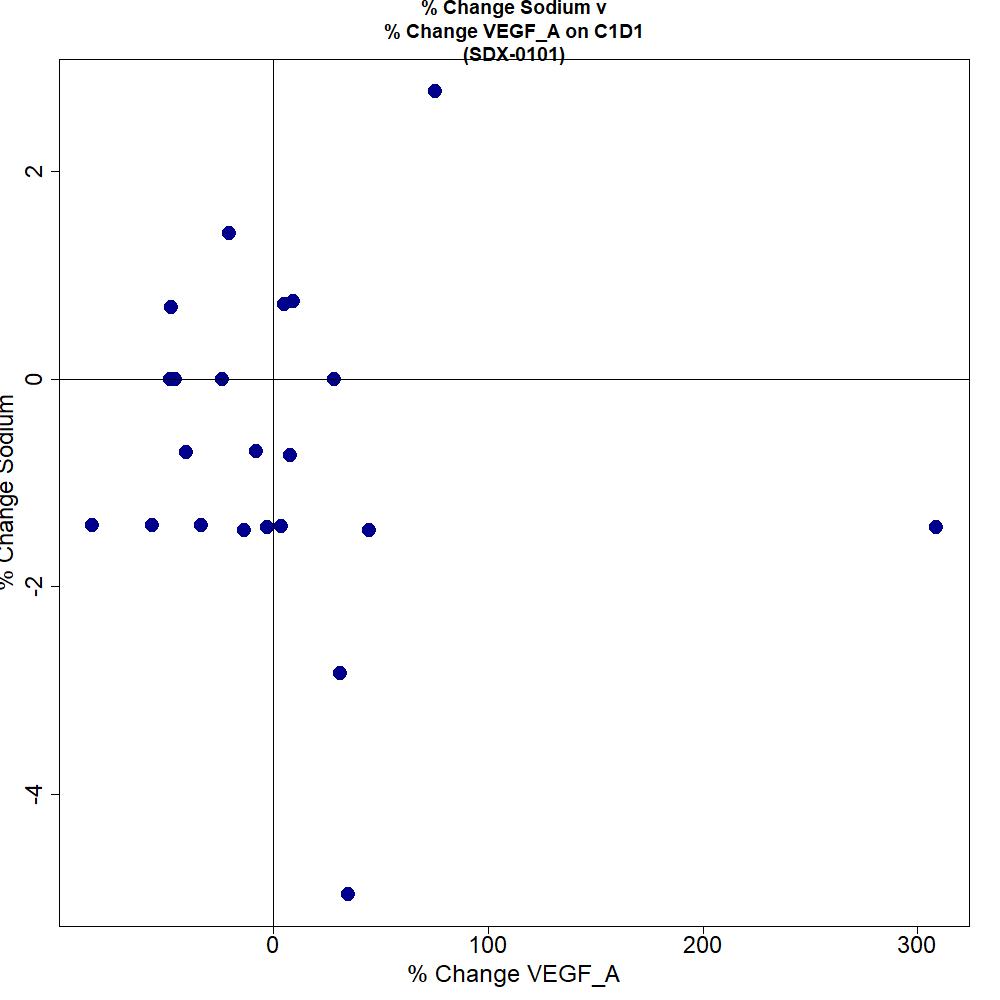 % Change Sodium v
% Change VEGF_A on C1D1
(SDX-0101)
% Change Sodium
2
0
-2
-4
0 100 200 300
% Change VEGF_A